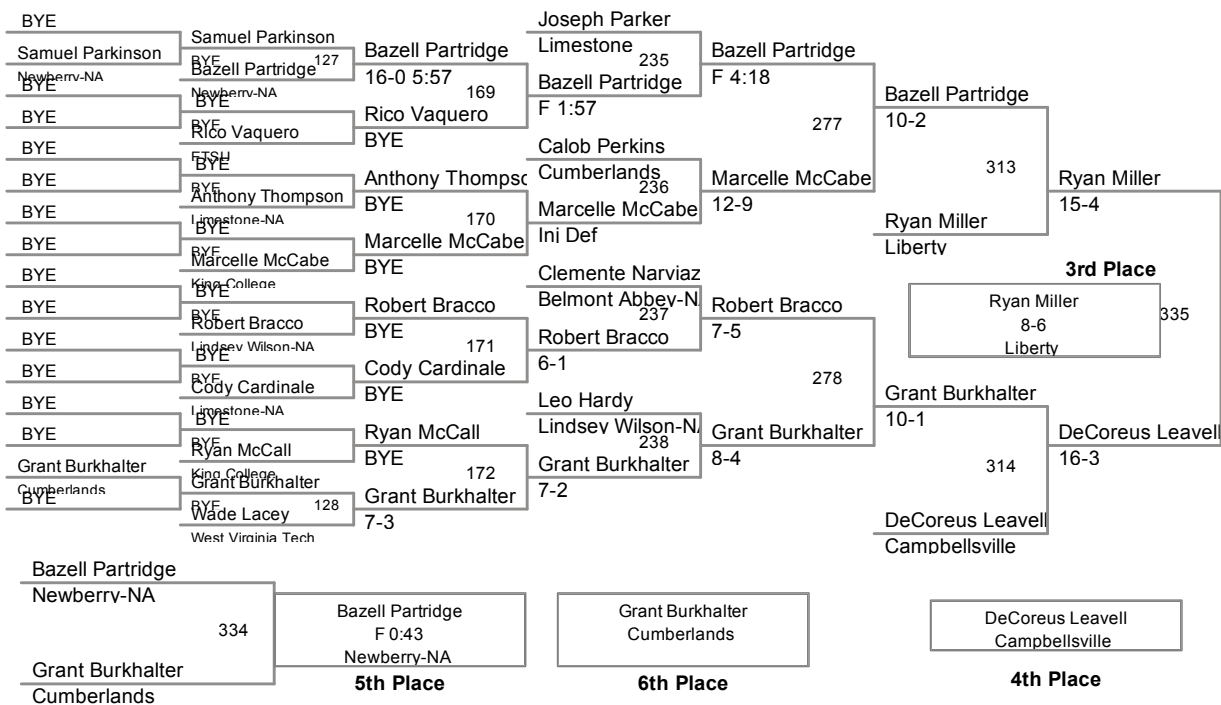 BYE
Samuel Parkinson
Newberry-NA
BYE
BYE
BYE
BYE
BYE
BYE
BYE
BYE
BYE
BYE
BYE
BYE
Grant Burkhalter
Cumberlands
BYE
Samuel Parkinson
BYE
127
Bazell Partridge
Newberry-NA
BYE
BYE
Rico Vaquero
ETSU
BYE
BYE
Anthony Thompson
Limestone-NA
BYE
BYE
Marcelle McCabe
King College
BYE
BYE
Robert Bracco
Lindsey Wilson-NA
BYE
BYE
Cody Cardinale
Limestone-NA
BYE
BYE
Ryan McCall
King College
Grant Burkhalter
BYE
128
Wade Lacey
West Virginia Tech
Bazell Partridge
16-0 5:57
169
Rico Vaquero
BYE
Anthony Thompso
BYE
170
Marcelle McCabe
BYE
Robert Bracco
BYE
171
Cody Cardinale
BYE
Ryan McCall
BYE
172
Grant Burkhalter
7-3
Joseph Parker
Limestone
235
Bazell Partridge
F 1:57
Calob Perkins
Cumberlands
236
Marcelle McCabe
Inj Def
Clemente Narviaz
Belmont Abbey-N
237
Robert Bracco
6-1
Leo Hardy
Lindsey Wilson-NA
238
Grant Burkhalter
7-2
Bazell Partridge
F 4:18
277
Marcelle McCabe
12-9
Robert Bracco
7-5
278
Grant Burkhalter
8-4
Bazell Partridge
10-2
313
Ryan Miller
Liberty
Grant Burkhalter
10-1
314
DeCoreus Leavell
Campbellsville
Ryan Miller
15-4
3rd Place
Ryan Miller
8-6
Liberty
335
DeCoreus Leavell
16-3
Bazell Partridge
Newberry-NA
334
Grant Burkhalter
Cumberlands
Bazell Partridge
F 0:43
Newberry-NA
5th Place
Grant Burkhalter
Cumberlands
6th Place
DeCoreus Leavell
Campbellsville
4th Place